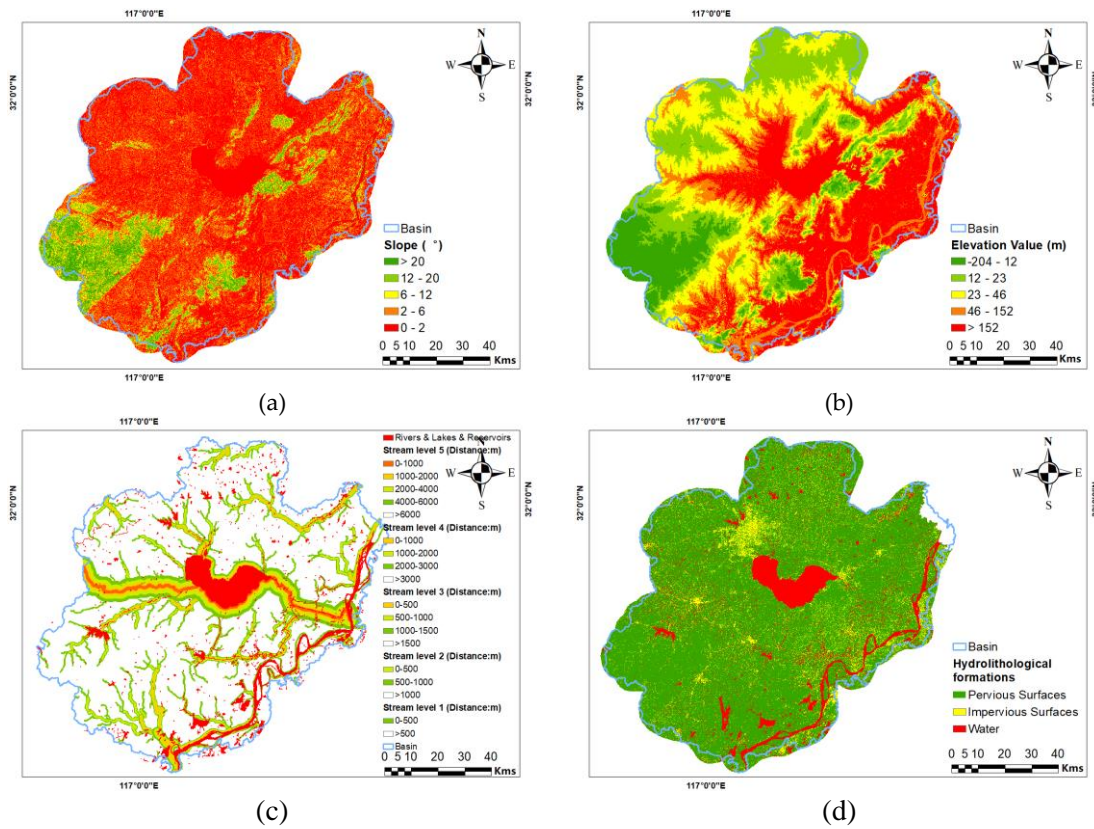 117°0'0"E
N
W E
S
32°0'0"N
32°0'0"N
Basin
Slope ( °)
> 20
12 - 20
6 - 12
2 - 6
0 - 2
0 5 10 20 30 40
Kms
117°0'0"E
(a)
117°0'0"E
N
W E
S
32°0'0"N
Basin
Elevation Value (m)
-204 - 12
12 - 23
23 - 46
46 - 152
> 152
0 5 10 20 30 40
Kms
117°0'0"E
(b)
117°0'0"E
N
W E
S
32°0'0"N
32°0'0"N
Rivers & Lakes & Reservoirs
Stream level 5 (Distance:m)
0-1000
1000-2000
2000-4000
4000-6000
>6000
Stream level 4 (Distance:m)
0-1000
1000-2000
2000-3000
>3000
Stream level 3 (Distance:m)
0-500
500-1000
1000-1500
>1500
Stream level 2 (Distance:m)
0-500
500-1000
>1000
Stream level 1 (Distance:m)
0-500
>500
Basin
0 5 10 20 30 40
Kms
117°0'0"E
(c)
117°0'0"E
N
W E
S
32°0'0"N
Basin
Hydrolithological
formations
Pervious Surfaces
Impervious Surfaces
Water
0 5 10 20 30 40
Kms
117°0'0"E
(d)